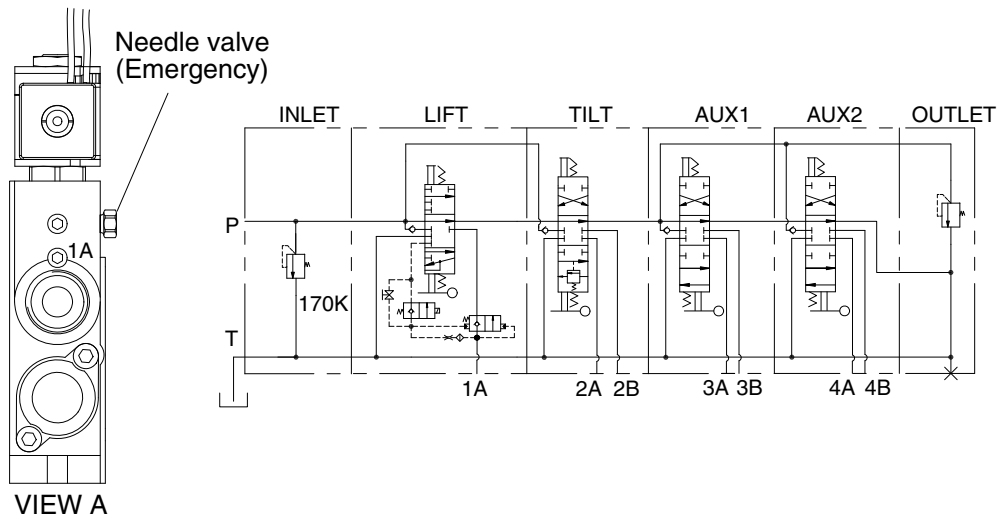 Needle valve
(Emergency)
INLET LIFT TILT AUX1 AUX2 OUTLET
P
1A
170K
T
1A 2A 2B 3A 3B 4A 4B
VIEW A